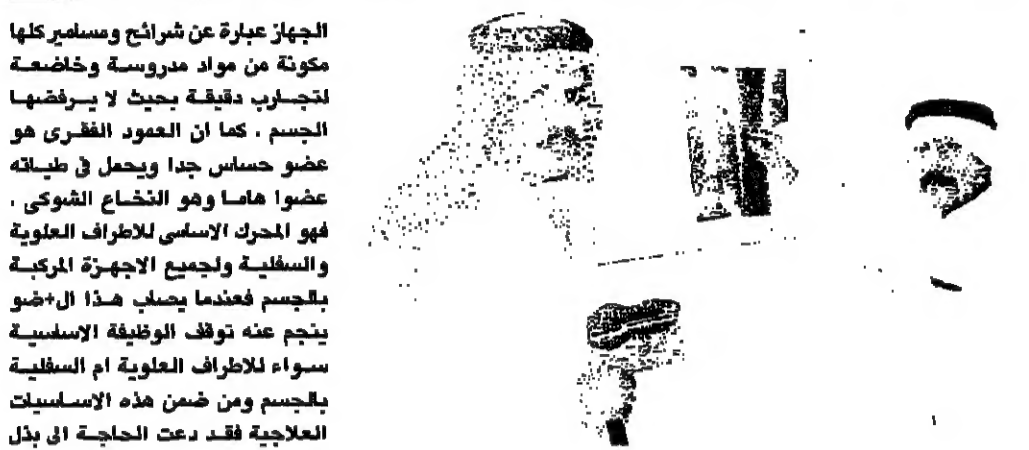 الجهاز عبارة عن شرائح ومسامير كلها
مكونة من مواد مدروسة وخاضعة
لتجارب دقيقة بحيث لا يرفضها
الجسم . كما ان العمود الفقرى هو
عضو حساس جدا ويحمل في طياته
عضوا هاما وهو النخاع الشوكى .
فهو المحرك الاساسى للاطراف العلوية
والسفلية ولجميع الاجهزة المركبة
بالجسم فعندما يصاب هذا ال+ضو
ينجم عنه توقف الوظيفة الاساسية
سواء للاطراف العلوية ام السفلية
بالجسم ومن ضمن هذه الاساسيات
العلاجية فقد دعت الحاجة الى بذل